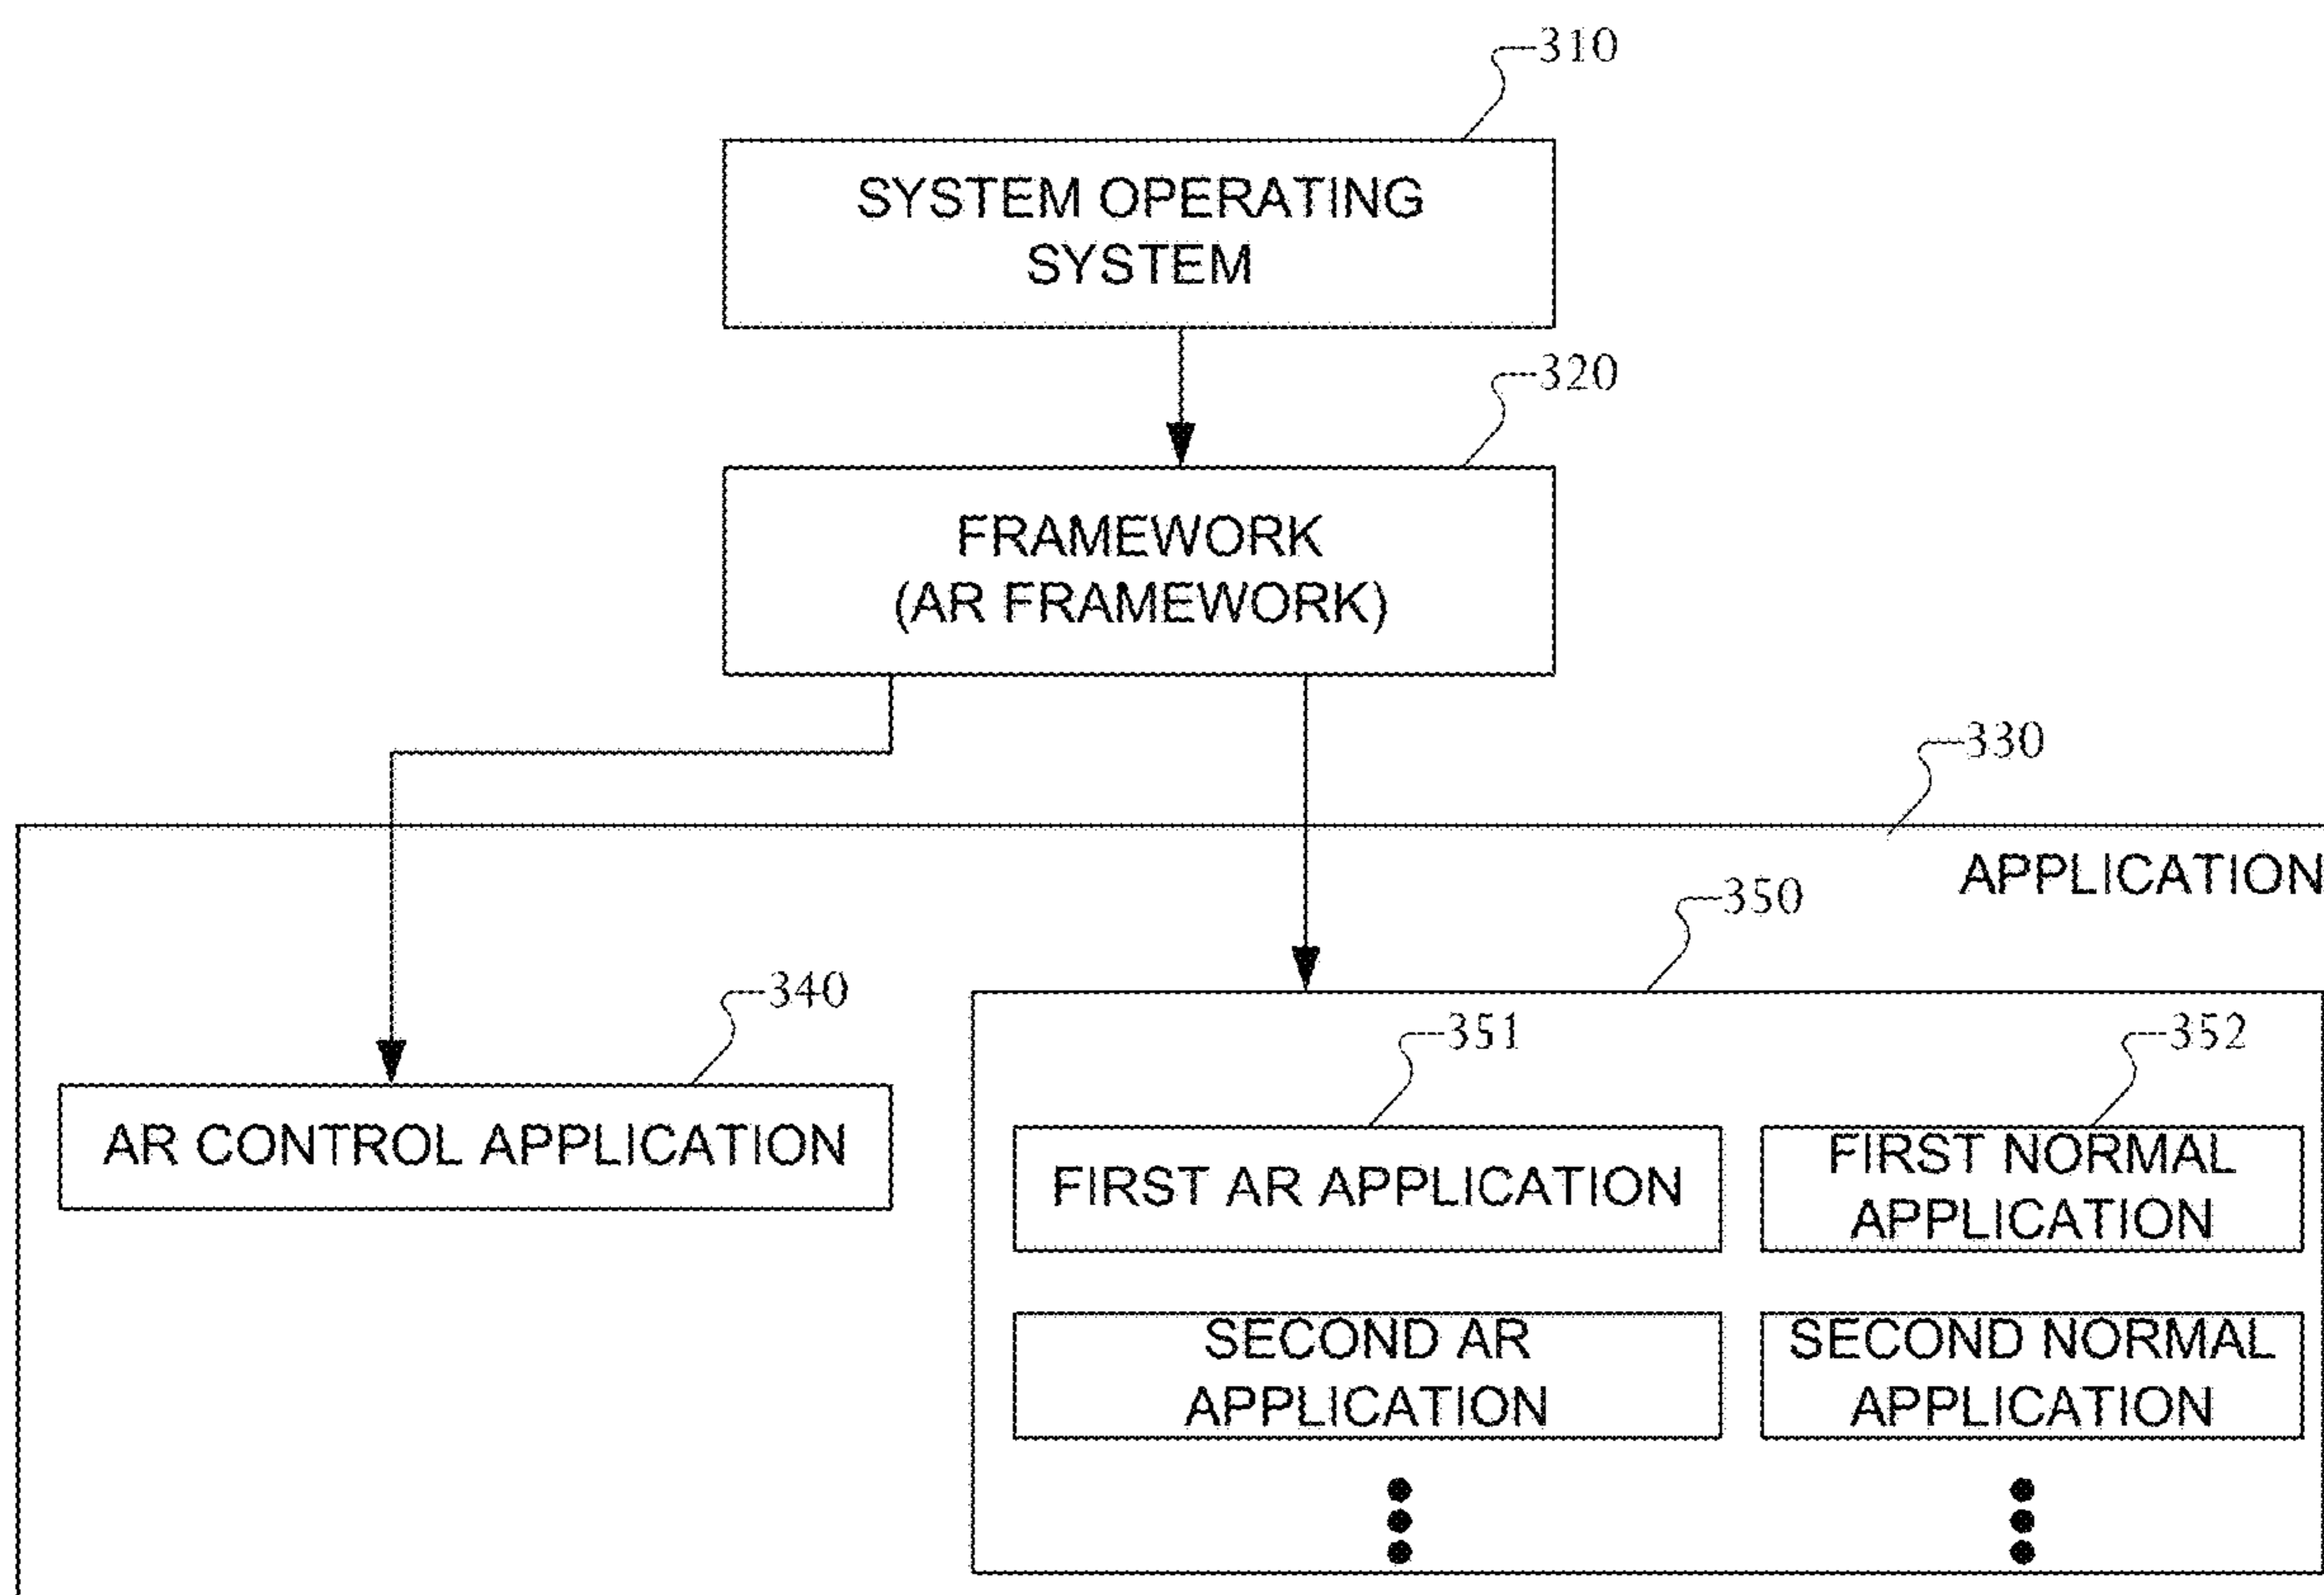 310
SYSTEM OPERATING
SYSTEM
320
FRAMEWORK
(AR FRAMEWORK)
330
APPLICATION
350
340
351
352
AR CONTROL APPLICATION
FIRST AR APPLICATION
FIRST NORMAL
APPLICATION
SECOND AR
APPLICATION
SECOND NORMAL
APPLICATION